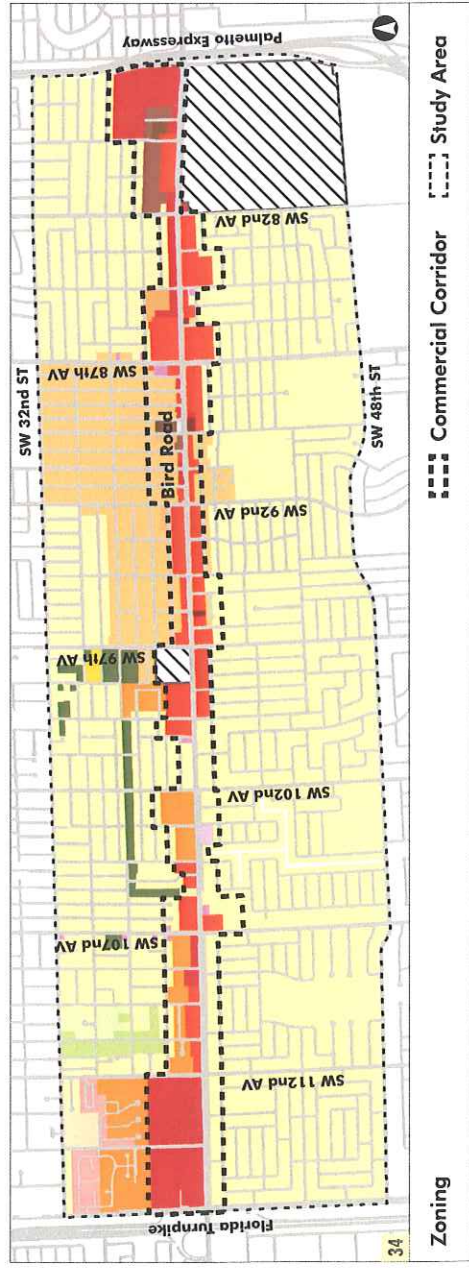 Palmetto Expressway
SW 32nd ST
SW 82nd AV
SW 87th AV
Bird Road
SW 48th ST
SW 92nd AV
SW 97th AV
SW 102nd AV
SW 107nd AV
SW 112nd AV
Florida Turnpike
34
Zoning
Commercial Corridor
Study Area